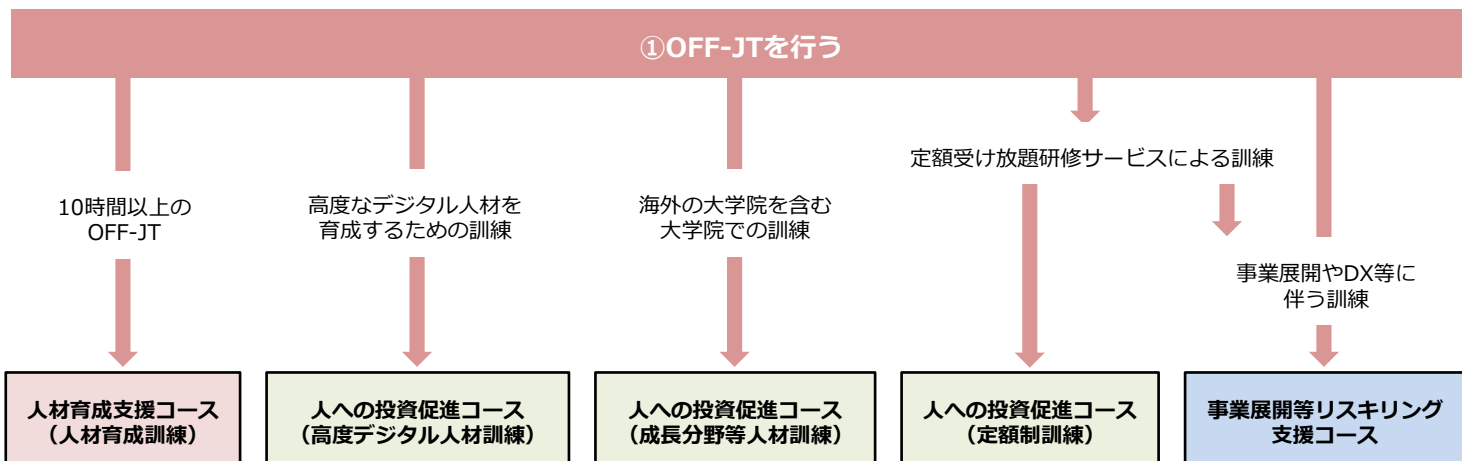 ①OFF-JTを行う
定額受け放題研修サービスによる訓練
10時間以上の
OFF-JT
高度なデジタル人材を
育成するための訓練
海外の大学院を含む
大学院での訓練
事業展開やDX等に
伴う訓練
人材育成支援コース
（人材育成訓練）
人への投資促進コース
（高度デジタル人材訓練）
人への投資促進コース
（成長分野等人材訓練）
人への投資促進コース
（定額制訓練）
事業展開等リスキリング
支援コース